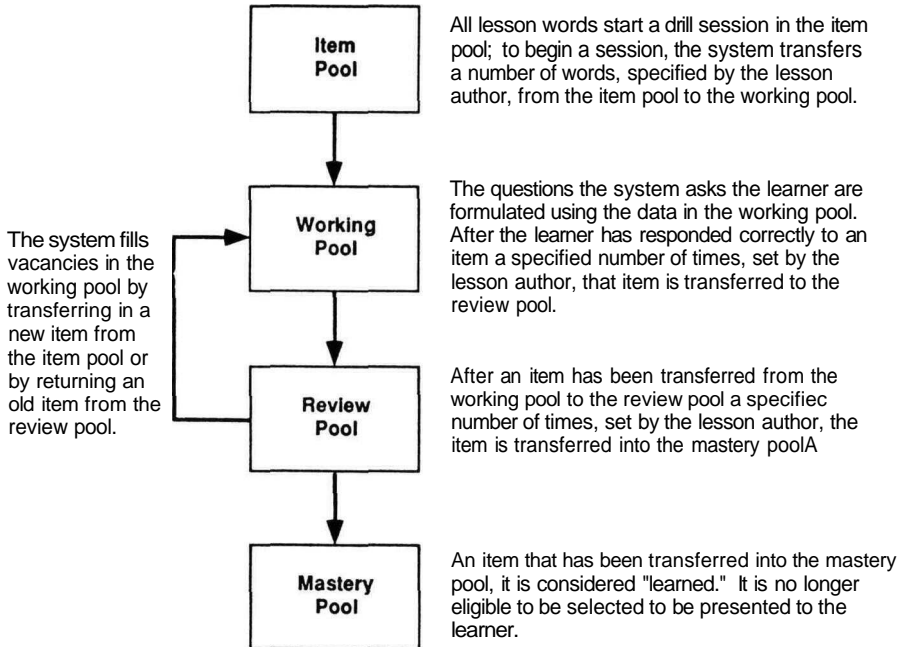 Item
Pool
All lesson words start a drill session in the item
pool; to begin a session, the system transfers
a number of words, specified by the lesson
author, from the item pool to the working pool.
Working
Pool
The questions the system asks the learner are
formulated using the data in the working pool.
After the learner has responded correctly to an
item a specified number of times, set by the
lesson author, that item is transferred to the
review pool.
The system fills
vacancies in the
working pool by
transferring in a
new item from
the item pool or
by returning an
old item from the
review pool.
Review
Pool
After an item has been transferred from the
working pool to the review pool a specifiec
number of times, set by the lesson author, the
item is transferred into the mastery poolA
Mastery
Pool
An item that has been transferred into the mastery
pool, it is considered "learned." It is no longer
eligible to be selected to be presented to the
learner.